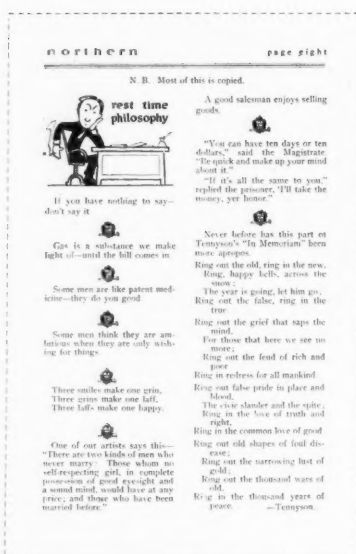 northern
page eight
N. B. Most of this is copied.
rest time
philosophy
If you have nothing to say—
don't say it
Gas is a substance we make
light of—until the bill comes in
Some men are like patent med-
icine—they do you good
Some men think they are am-
bitious when they are only wish-
ing for things.
Three smiles make one grin,
Three grins make one laff,
Three laffs make one happy.
One of our artists says this—
"There are two kinds of men who
never marry: Those whom no
self-respecting girl, in complete
possession of good eyesight and
a sound mind, would have at any
price; and those who have been
married before."
A good salesman enjoys selling
goods.
"You can have ten days or ten
dollars," said the Magistrate.
"Be quick and make up your mind
about it."
"If it's all the same to you,"
replied the prisoner, 'I'll take the
money, yer honor."
Never before has this part of
Tennyson's "In Memoriam" been
more apropos.
Ring out the old, ring in the new,
Ring, happy bells, across the
snow;
The year is going, let him go;
Ring out the false, ring in the
true
Ring out the grief that saps the
mind,
For those that here we see no
more;
Ring out the feud of rich and
poor
Ring in redress for all mankind
Ring out false pride in place and
blood,
The civic slander and the spite;
Ring in the love of truth and
right,
Ring in the common love of good
Ring out old shapes of foul dis-
ease;
Ring out the narrowing lust of
gold;
Ring out the thousand wars of
old,
Ring in the thousand years of
peace. —Tennyson.